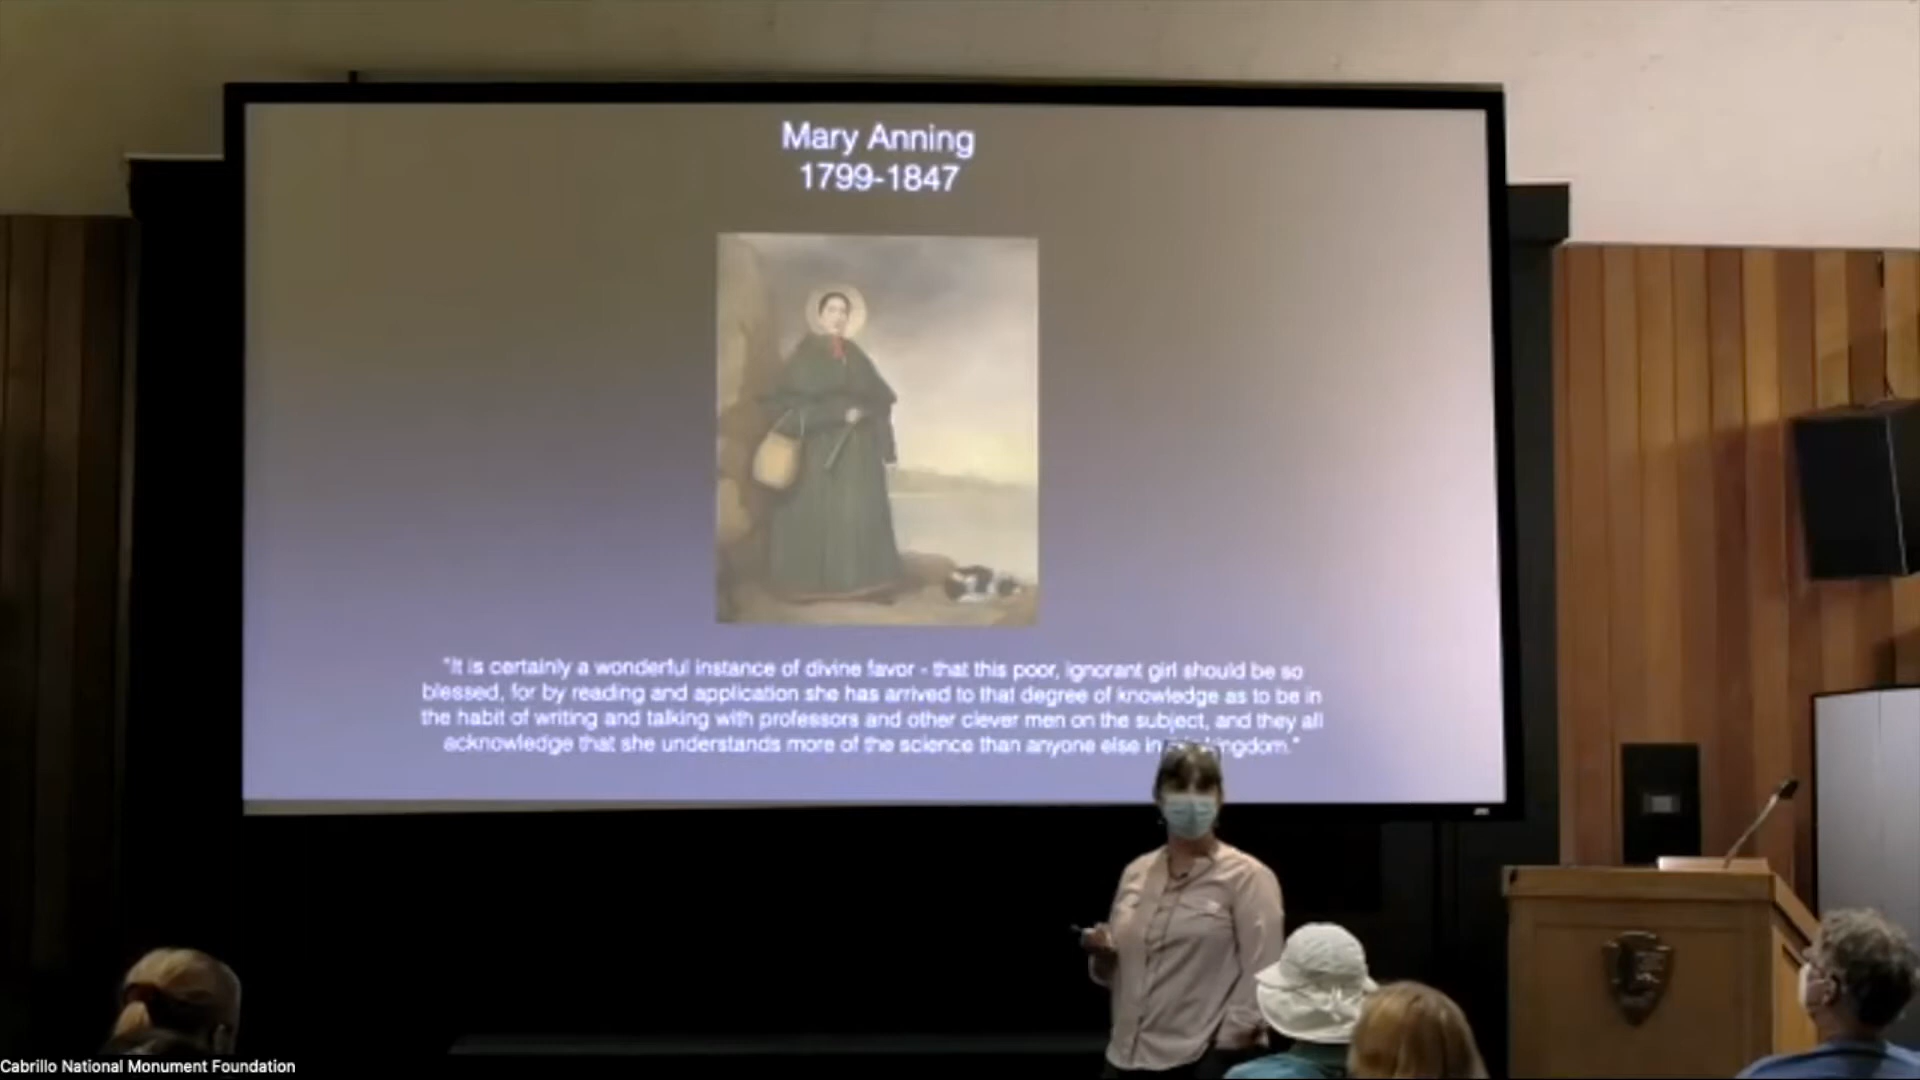 Mary Anning
1799-1847
"It is certainly a wonderful instance of divine favor - that this poor, ignorant girl should be so
blessed, for by reading and application she has arrived to that degree of knowledge as to be in
the habit of writing and talking with professors and other clever men on the subject, and they all
acknowledge that she understands more of the science than anyone else in
Cabrillo National Monument Foundation